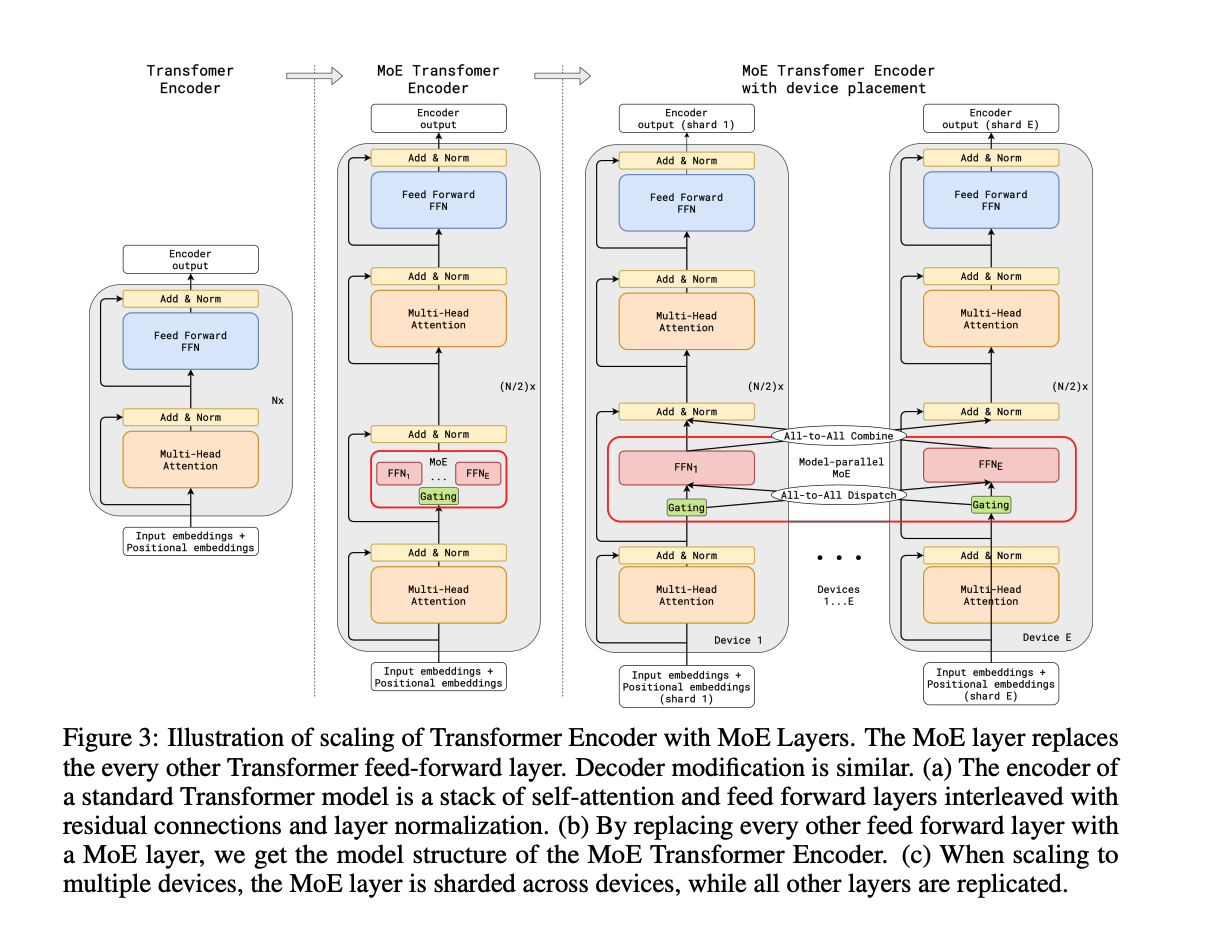 Transfomer
Encoder
MoE Transfomer
Encoder
MoE Transfomer Encoder
with device placement
Encoder
output
Add & Norm
Feed Forward
FFN
Add & Norm
Multi-Head
Attention
Nx
Input embeddings +
Positional embeddings
Encoder
output
Add & Norm
Feed Forward
FFN
Add & Norm
Multi-Head
Attention
(N/2)x
Add & Norm
MoE
FFN1 ... FFNE
Gating
Add & Norm
Multi-Head
Attention
Input embeddings +
Positional embeddings
Encoder
output (shard 1)
Add & Norm
Feed Forward
FFN
Add & Norm
Multi-Head
Attention
(N/2)x
Add & Norm
FFN1
Gating
Add & Norm
Multi-Head
Attention
Device 1
Input embeddings +
Positional embeddings
(shard 1)
All-to-All Combine
Model-parallel
MoE
All-to-All Dispatch
Devices
1...E
Encoder
output (shard E)
Add & Norm
Feed Forward
FFN
Add & Norm
Multi-Head
Attention
(N/2)x
Add & Norm
FFNE
Gating
Add & Norm
Multi-Head
Attention
Device E
Input embeddings +
Positional embeddings
(shard E)
Figure 3: Illustration of scaling of Transformer Encoder with MoE Layers. The MoE layer replaces
the every other Transformer feed-forward layer. Decoder modification is similar. (a) The encoder of
a standard Transformer model is a stack of self-attention and feed forward layers interleaved with
residual connections and layer normalization. (b) By replacing every other feed forward layer with
a MoE layer, we get the model structure of the MoE Transformer Encoder. (c) When scaling to
multiple devices, the MoE layer is sharded across devices, while all other layers are replicated.